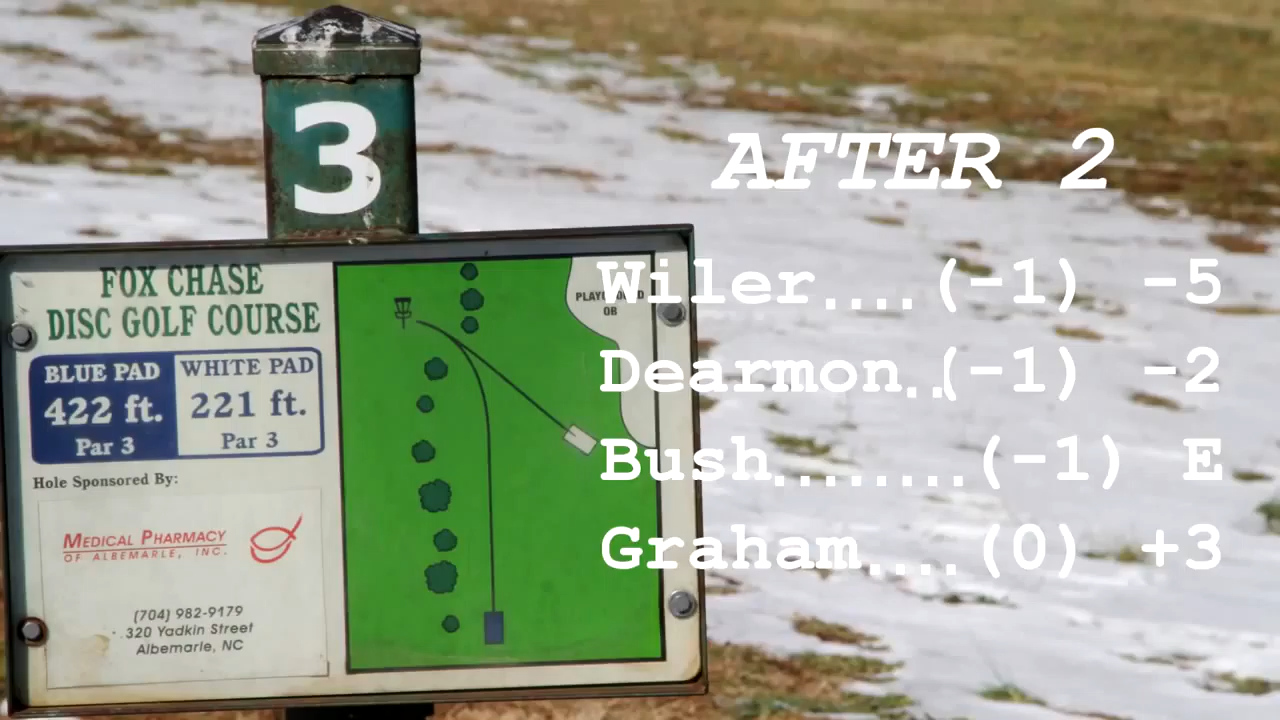 3
FOX CHASE
DISC GOLF COURSE
BLUE PAD
422 ft.
Par 3
WHITE PAD
221 ft.
Par 3
Hole Sponsored By:
MEDICAL PHARMACY
OF ALBEMARLE, INC.
(704) 982-9179
320 Yadkin Street
Albemarle, NC
PLAYGROUND
OB
AFTER 2
Wiler....(-1) -5
Dearmon..(-1) -2
Bush........(-1) E
Graham....(0) +3